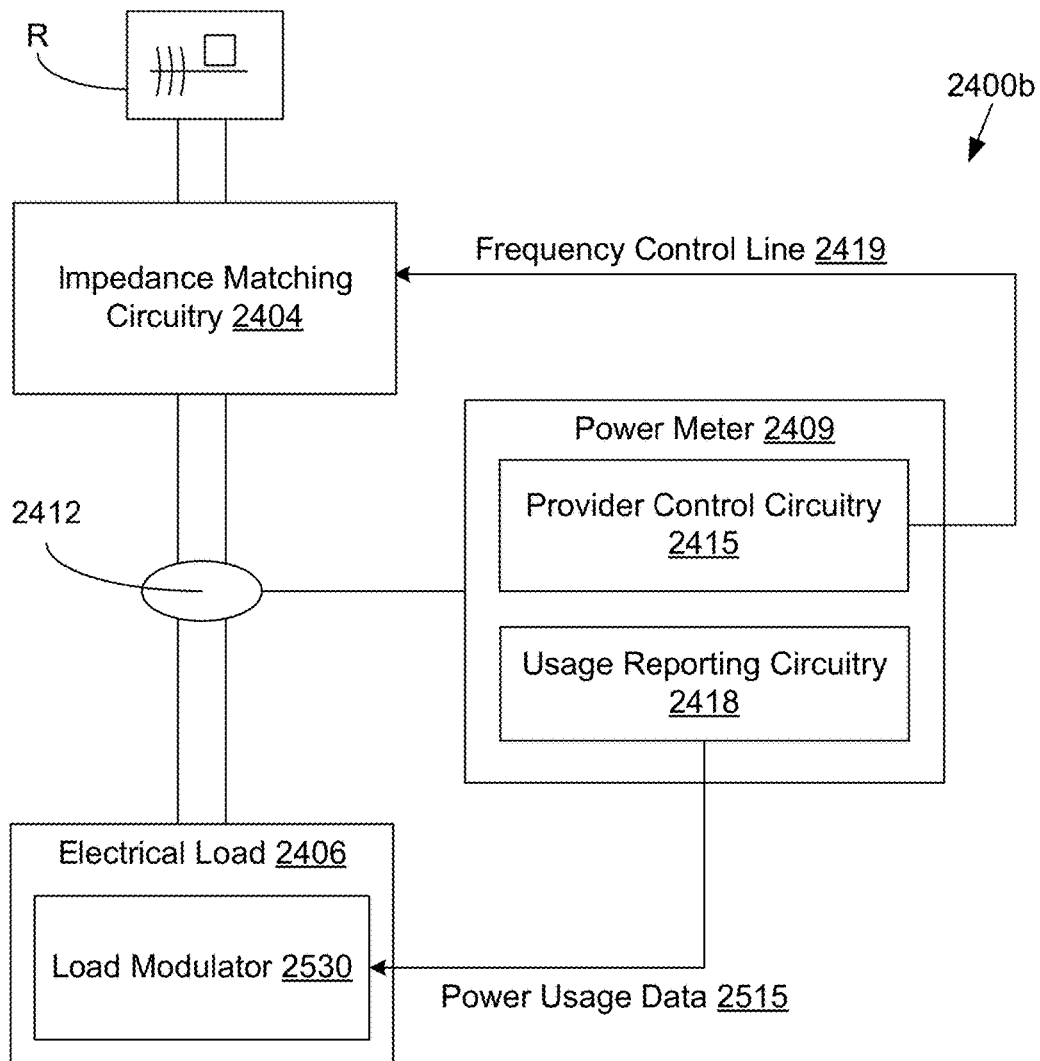 R
2400b
Frequency Control Line 2419
Impedance Matching
Circuitry 2404
Power Meter 2409
Provider Control Circuitry
2415
2412
Usage Reporting Circuitry
2418
Electrical Load 2406
Load Modulator 2530
Power Usage Data 2515